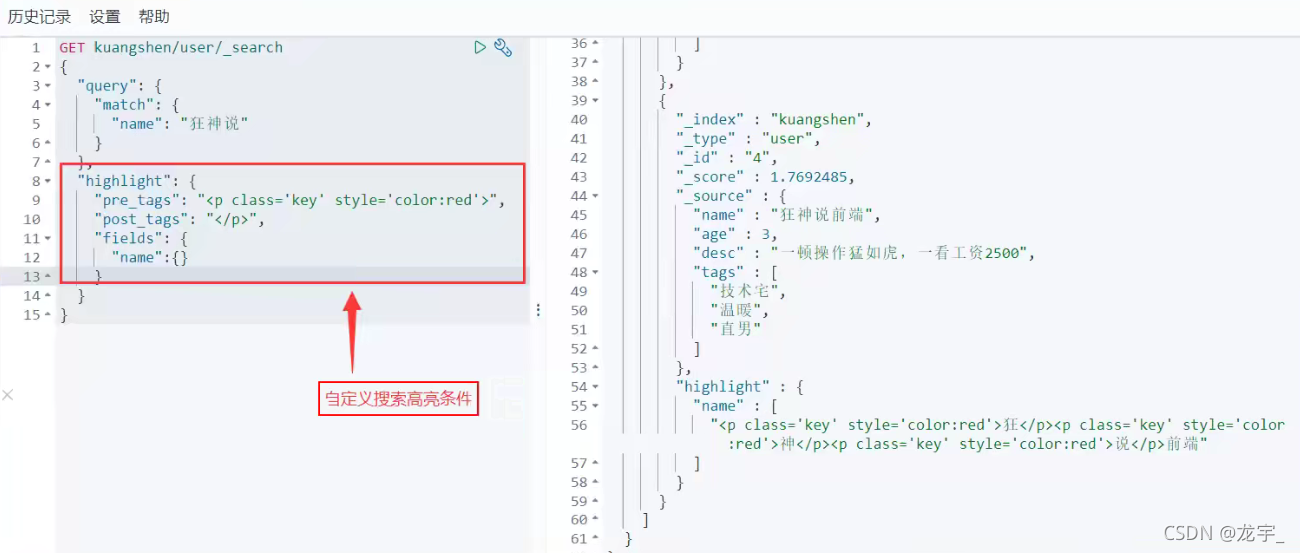 历史记录 设置 帮助
1 GET kuangshen/user/_search
2 {
3 "query": {
4 "match": {
5 "name": "狂神说"
6 }
7 },
8 "highlight": {
9 "pre_tags": "<p class='key' style='color:red'>",
10 "post_tags": "</p>",
11 "fields": {
12 "name":{}
13 }
14 }
15 }
自定义搜索高亮条件
36 ]
37 }
38 },
39 {
40 "_index" : "kuangshen",
41 "_type" : "user",
42 "_id" : "4",
43 "_score" : 1.7692485,
44 "_source" : {
45 "name" : "狂神说前端",
46 "age" : 3,
47 "desc" : "一顿操作猛如虎，一看工资2500",
48 "tags" : [
49 "技术宅",
50 "温暖",
51 "直男"
52 ]
53 },
54 "highlight" : {
55 "name" : [
56 "<p class='key' style='color:red'>狂</p><p class='key' style='color
:red'>神</p><p class='key' style='color:red'>说</p>前端"
57 ]
58 }
59 }
60 ]
61 }
CSDN @龙宇_